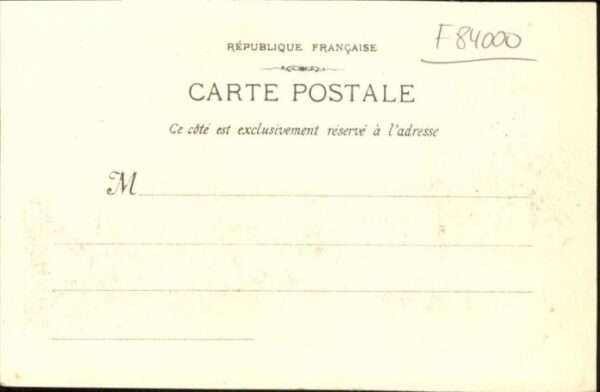 RÉPUBLIQUE FRANÇAISE
F84000
CARTE POSTALE
Ce côté est exclusivement réservé à l'adresse
M